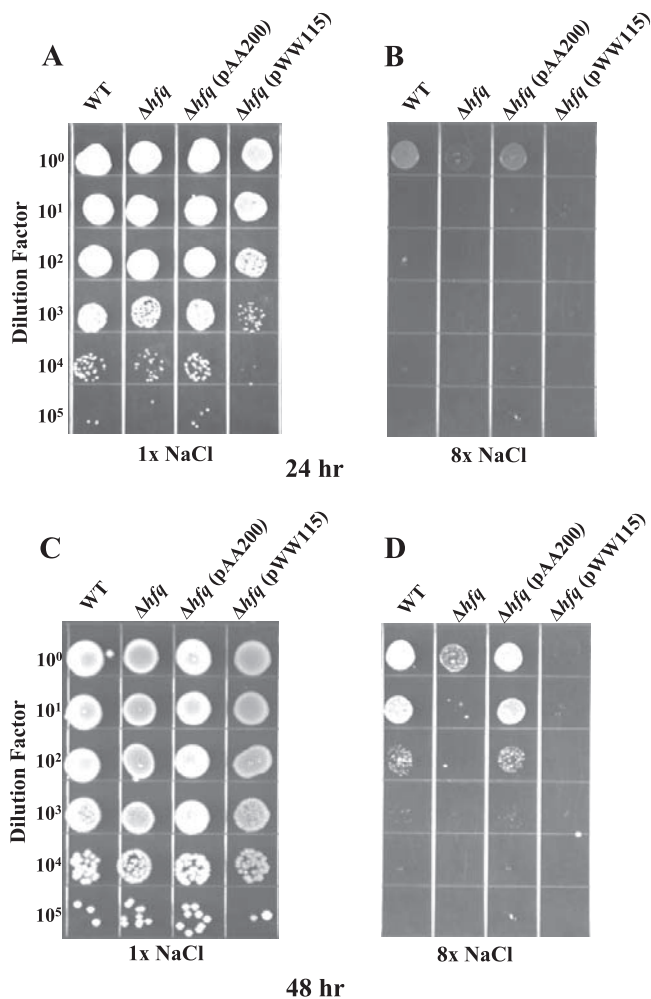 A
B
WT
Δhfq
Δhfq (pAA200)
Δhfq (pWW115)
WT
Δhfq
Δhfq (pAA200)
Δhfq (pWW115)
Dilution Factor
10⁰
10¹
10²
10³
10⁴
10⁵
1x NaCl
8x NaCl
24 hr
C
D
WT
Δhfq
Δhfq (pAA200)
Δhfq (pWW115)
WT
Δhfq
Δhfq (pAA200)
Δhfq (pWW115)
Dilution Factor
10⁰
10¹
10²
10³
10⁴
10⁵
1x NaCl
8x NaCl
48 hr